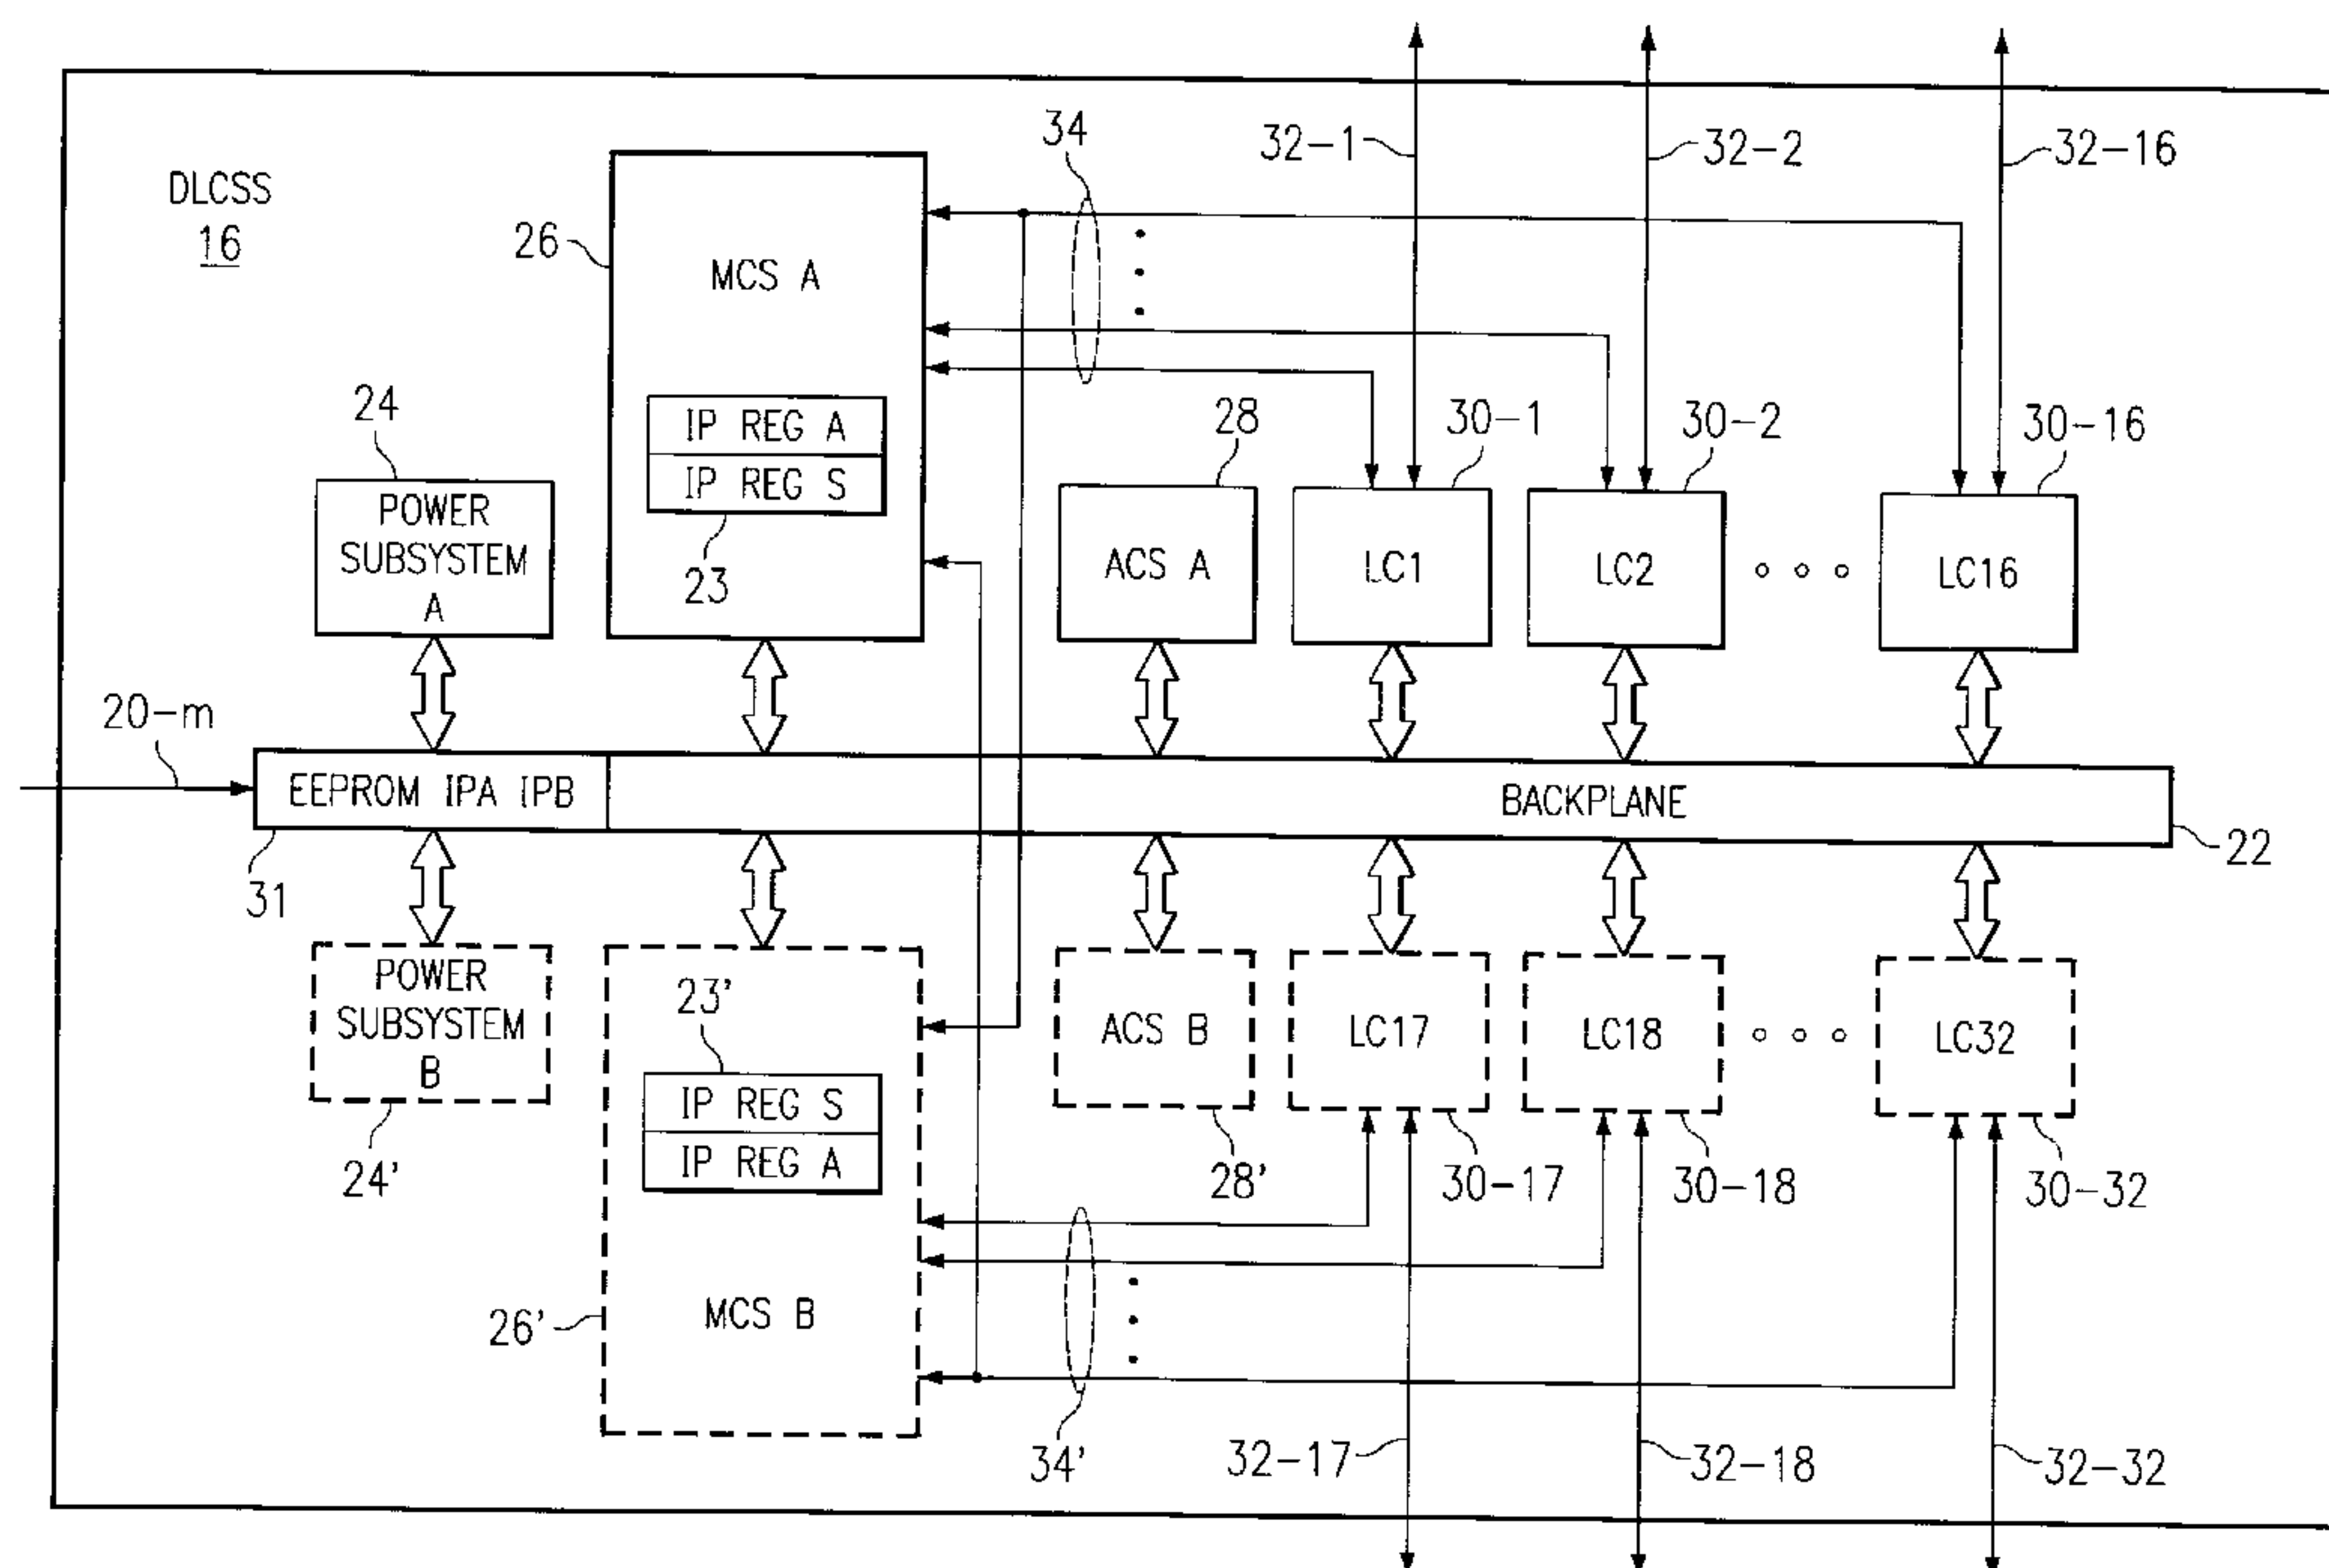 34
32-1
32-2
32-16
DLCSS
16
26
MCS A
24
IP REG A
IP REG S
23
28
30-1
30-2
30-16
POWER
SUBSYSTEM
A
ACS A
LC1
LC2
LC16
20-m
EEPROM IPA IPB
BACKPLANE
31
22
POWER
SUBSYSTEM
B
24'
23'
IP REG S
IP REG A
ACS B
LC17
LC18
LC32
28'
30-17
30-18
30-32
26'
MCS B
34'
32-17
32-18
32-32